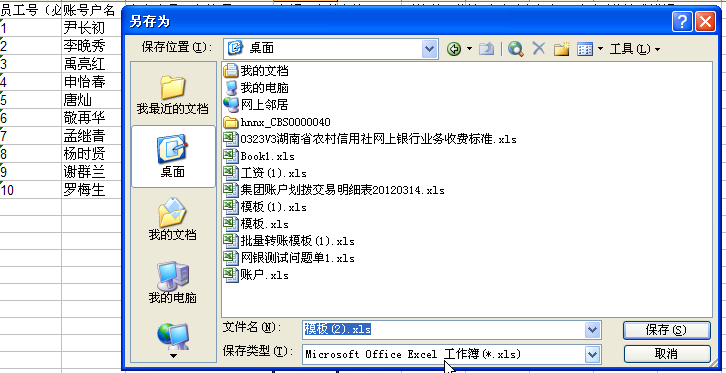 员工号（必
账号户名
1 尹长初
2 李晚秀
3 禹亮红
4 申怡春
5 唐灿
6 敬再华
7 孟继青
8 杨时贤
9 谢群兰
10 罗梅生
另存为
保存位置(I):
桌面
工具(L)
我最近的文档
桌面
我的文档
我的电脑
我的文档
我的电脑
网上邻居
hnnx_CBS0000040
0323V3湖南省农村信用社网上银行业务收费标准.xls
Book1.xls
工资(1).xls
集团账户划拨交易明细表20120314.xls
模板(1).xls
模板.xls
批量转账模板(1).xls
网银测试问题单1.xls
账户.xls
文件名(N):
模板(2).xls
保存(S)
保存类型(T):
Microsoft Office Excel 工作簿(*.xls)
取消